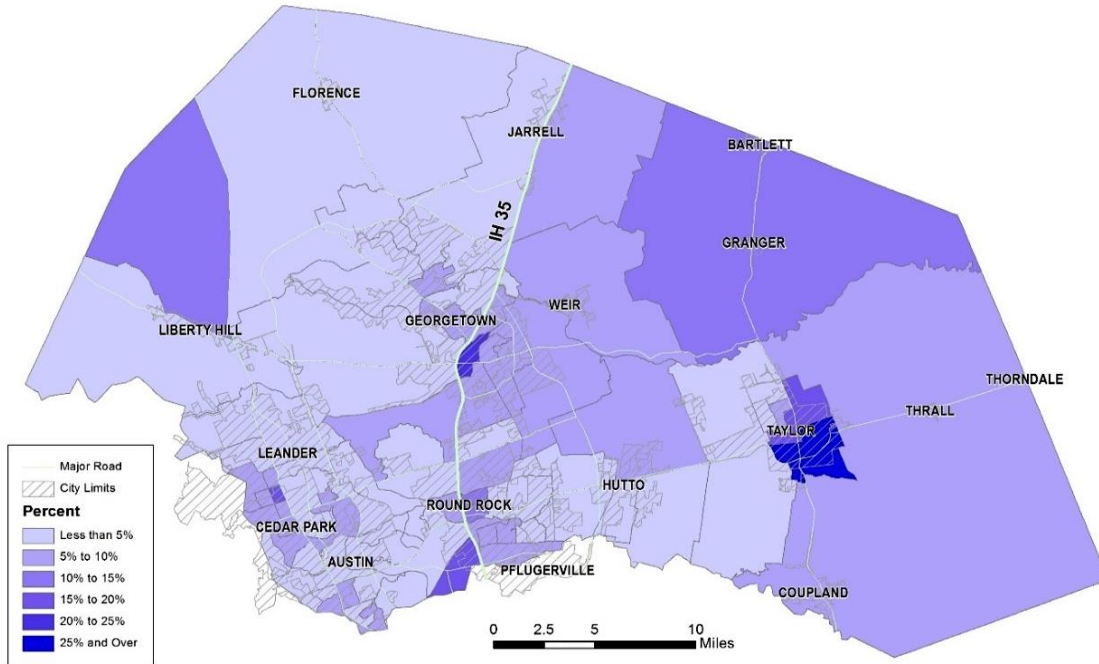 FLORENCE
JARRELL
BARTLETT
IH 35
GRANGER
WEIR
GEORGETOWN
LIBERTY HILL
THORNDALE
THRALL
TAYLOR
LEANDER
HUTTO
ROUND ROCK
CEDAR PARK
AUSTIN
PFLUGERVILLE
COUPLAND
Major Road
City Limits
Percent
Less than 5%
5% to 10%
10% to 15%
15% to 20%
20% to 25%
25% and Over
0 2.5 5 10
Miles